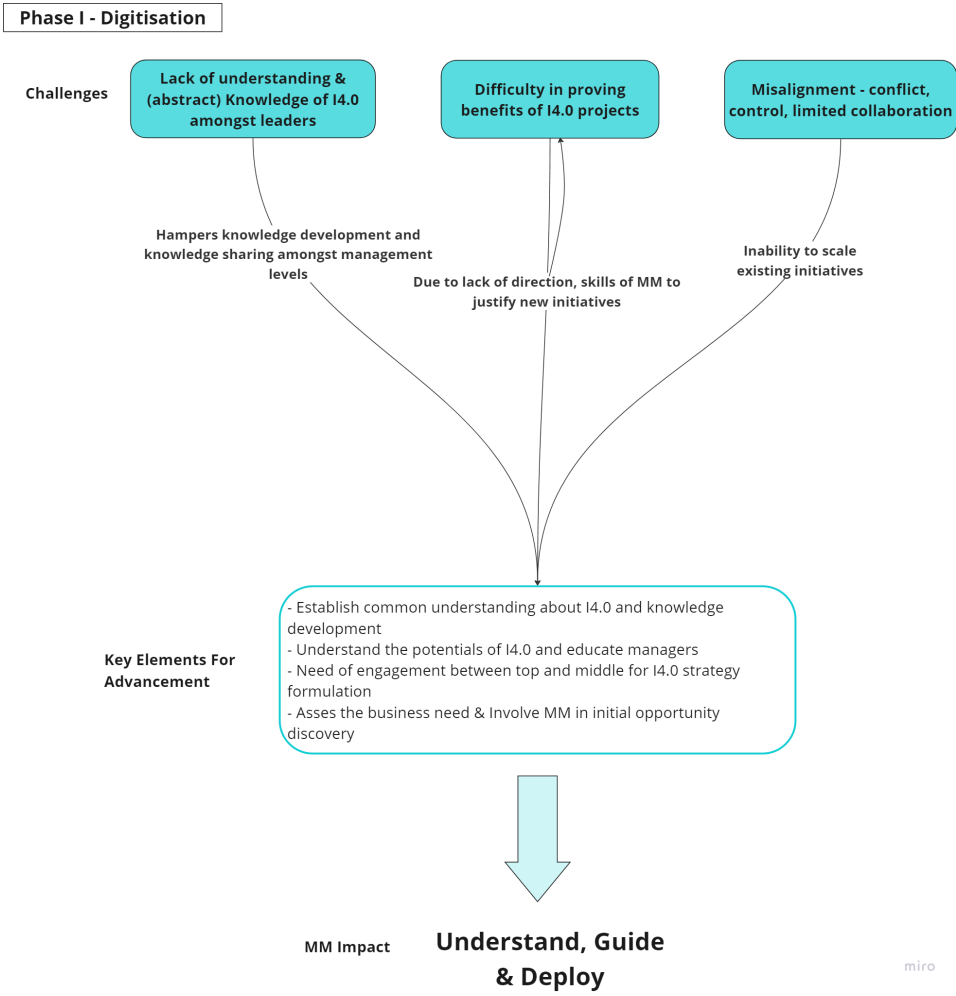 Phase I - Digitisation
Challenges
Lack of understanding &
(abstract) Knowledge of I4.0
amongst leaders
Difficulty in proving
benefits of I4.0 projects
Misalignment - conflict,
control, limited collaboration
Hampers knowledge development and
knowledge sharing amongst management
levels
Due to lack of direction, skills of MM to
justify new initiatives
Inability to scale
existing initiatives
Key Elements For
Advancement
- Establish common understanding about I4.0 and knowledge
development
- Understand the potentials of I4.0 and educate managers
- Need of engagement between top and middle for I4.0 strategy
formulation
- Asses the business need & Involve MM in initial opportunity
discovery
MM Impact
Understand, Guide
& Deploy
miro